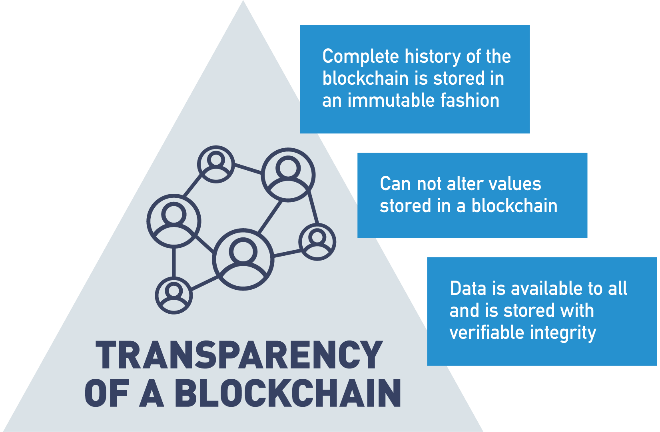 Complete history of the
blockchain is stored in
an immutable fashion
Can not alter values
stored in a blockchain
Data is available to all
and is stored with
verifiable integrity
TRANSPARENCY
OF A BLOCKCHAIN